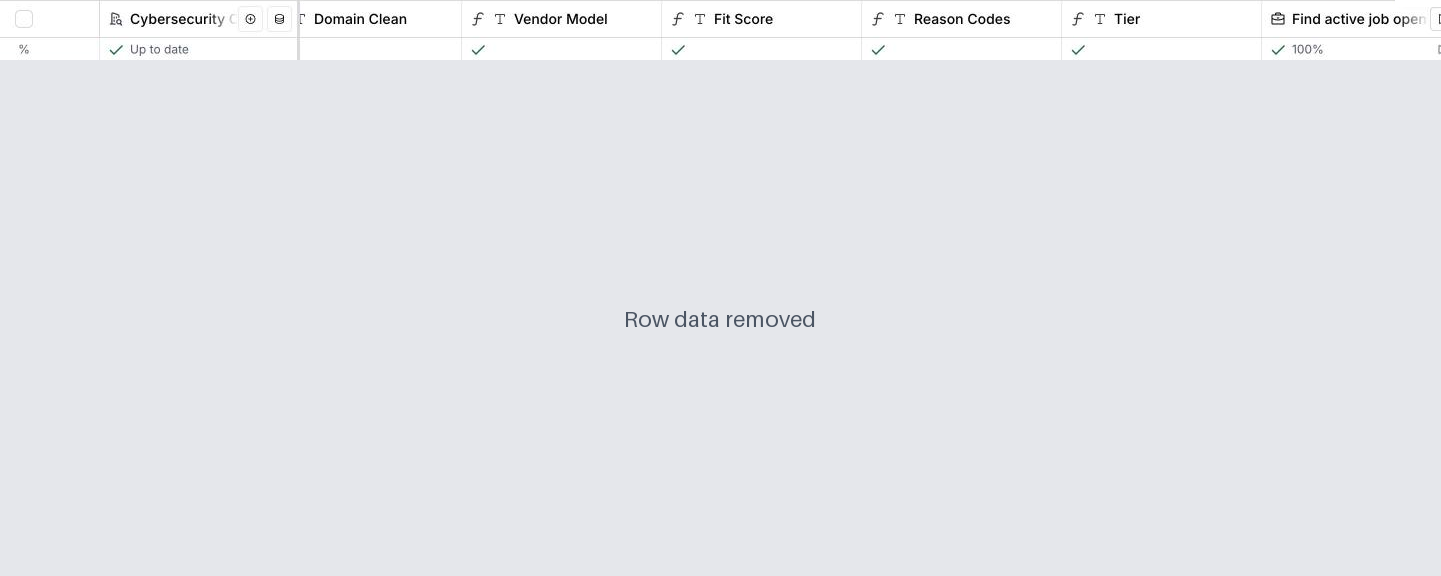 Cybersecurity
Domain Clean
Vendor Model
Fit Score
Reason Codes
Tier
Find active job open
%
Up to date
100%
Row data removed